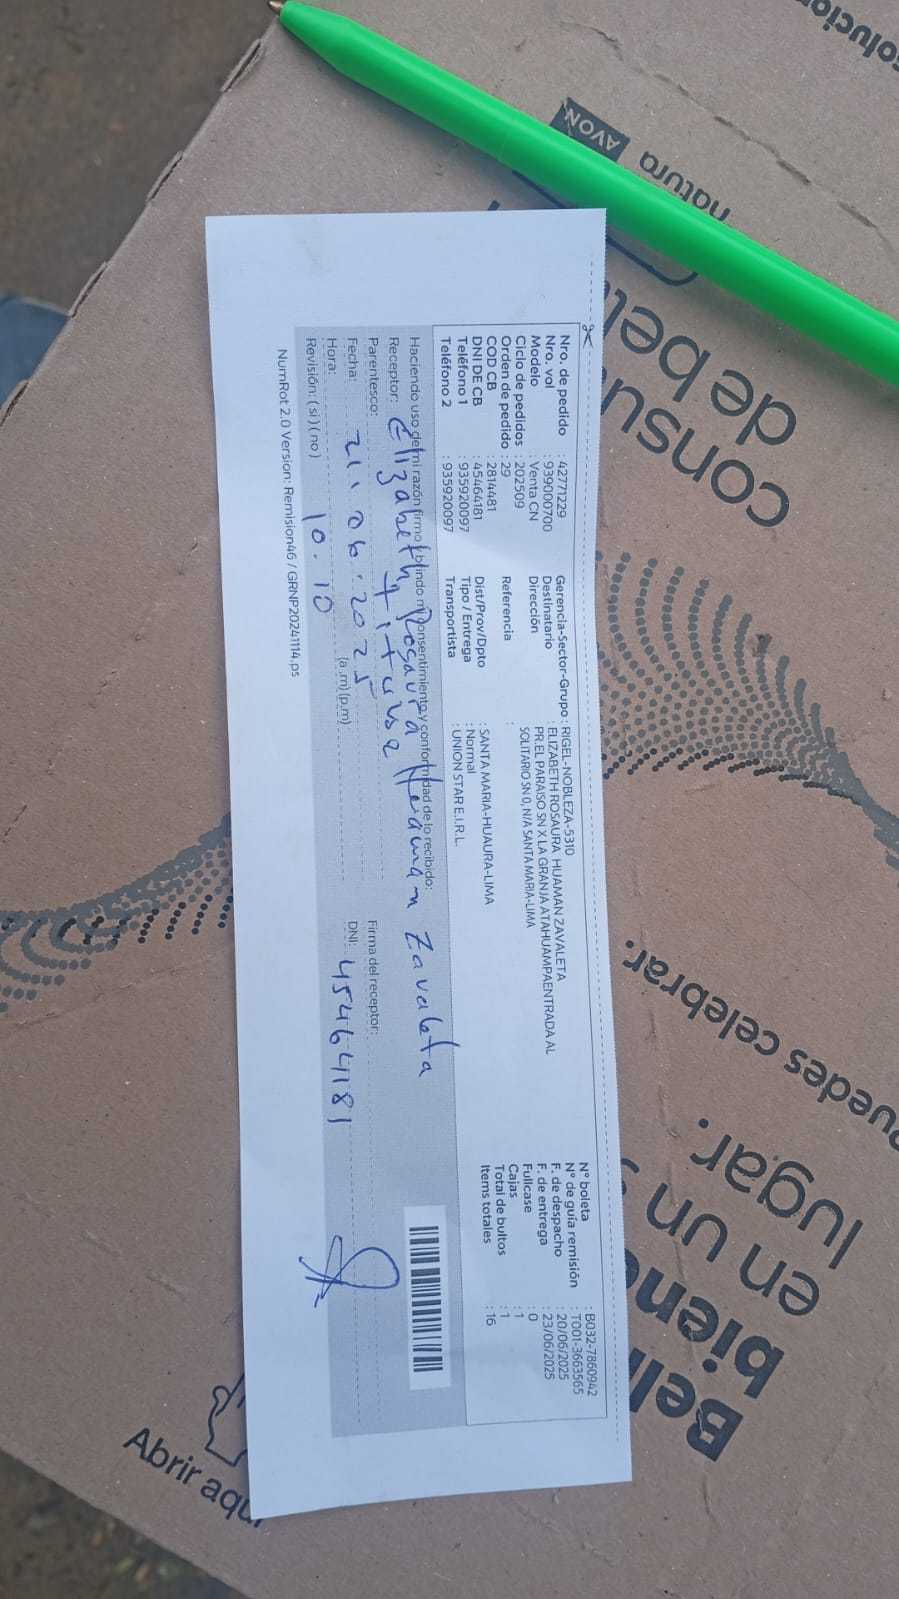 Nro. de pedido : 42771229
Nro. vol : 939000700
Modelo : Venta CN
Ciclo de pedidos : 202509
Orden de pedido : 29
COD CB : 2814481
DNI DE CB : 45464181
Teléfono 1 : 935920097
Teléfono 2 : 935920097
Gerencia-Sector-Grupo : RIGEL-NOBLEZA-5310
Destinatario : ELIZABETH ROSAURA HUAMAN ZAVALETA
Dirección : PR.EL PARAISO SN X LA GRANJA ATAHUAMPAENTRADA AL
SOLITARIO SN 0, N/A SANTA MARIA-LIMA
Referencia :
Dist/Prov/Dpto : SANTA MARIA-HUAURA-LIMA
Tipo / Entrega : Normal
Transportista : UNION STAR E.I.R.L.
N° boleta : B032-7860942
N° de guía remisión : T001-3663565
F. de despacho : 20/06/2025
F. de entrega : 23/06/2025
Fullcase : 0
Cajas : 1
Total de bultos : 1
Items totales : 16
Haciendo uso de mi razón firmo y brindo mi consentimiento y conformidad de lo recibido:
Receptor: Elizabeth Rosaura Huaman Zavaleta
Parentesco: titular
Fecha: 21.06.2025
Hora: 10.10 (a.m)(p.m)
Revisión: (si) (no)
Firma del receptor:
DNI: 45464181
NumRot 2.0 Version: Remision46 / GRNP20241114.ps
natura
AVON
consu
de bel
puedes celebrar.
Bel
bien
en un
lugar.
Abrir aquí